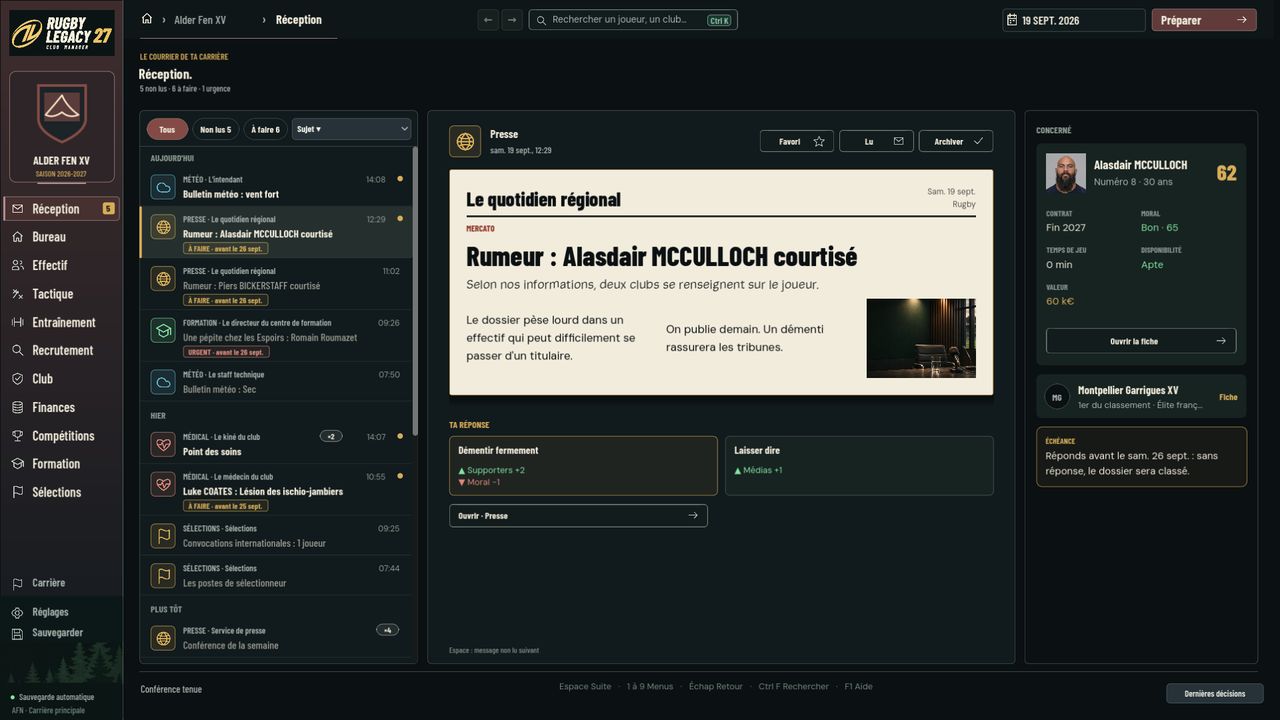 RUGBY
LEGACY 27
CLUB MANAGER
ALDER FEN XV
SAISON 2026-2027
Réception
5
Bureau
Effectif
Tactique
Entraînement
Recrutement
Club
Finances
Compétitions
Formation
Sélections
Carrière
Réglages
Sauvegarder
Sauvegarde automatique
AFN · Carrière principale
› Alder Fen XV › Réception
← → Rechercher un joueur, un club... Ctrl K
19 SEPT. 2026
Préparer →
LE COURRIER DE TA CARRIÈRE
Réception.
5 non lus · 6 à faire · 1 urgence
Tous Non lus 5 À faire 6 Sujet ▾
AUJOURD'HUI
MÉTÉO · L'intendant 14:08
Bulletin météo : vent fort
PRESSE · Le quotidien régional 12:29
Rumeur : Alasdair MCCULLOCH courtisé
À FAIRE · avant le 26 sept.
PRESSE · Le quotidien régional 11:02
Rumeur : Piers BICKERSTAFF courtisé
À FAIRE · avant le 26 sept.
FORMATION · Le directeur du centre de formation 09:26
Une pépite chez les Espoirs : Romain Roumazet
URGENT · avant le 26 sept.
MÉTÉO · Le staff technique 07:50
Bulletin météo : Sec
HIER
MÉDICAL · Le kiné du club +2 14:07
Point des soins
MÉDICAL · Le médecin du club 10:55
Luke COATES : Lésion des ischio-jambiers
À FAIRE · avant le 25 sept.
SÉLECTIONS · Sélections 09:25
Convocations internationales : 1 joueur
SÉLECTIONS · Sélections 07:44
Les postes de sélectionneur
PLUS TÔT
PRESSE · Service de presse +4
Conférence de la semaine
Presse
sam. 19 sept., 12:29
Favori Lu Archiver
Le quotidien régional
Sam. 19 sept.
Rugby
MERCATO
Rumeur : Alasdair MCCULLOCH courtisé
Selon nos informations, deux clubs se renseignent sur le joueur.
Le dossier pèse lourd dans un
effectif qui peut difficilement se
passer d'un titulaire.
On publie demain. Un démenti
rassurera les tribunes.
TA RÉPONSE
Démentir fermement
▲ Supporters +2
▼ Moral −1
Laisser dire
▲ Médias +1
Ouvrir · Presse →
Espace : message non lu suivant
CONCERNÉ
Alasdair MCCULLOCH
Numéro 8 · 30 ans
62
CONTRAT MORAL
Fin 2027 Bon · 65
TEMPS DE JEU DISPONIBILITÉ
0 min Apte
VALEUR
60 k€
Ouvrir la fiche →
MG
Montpellier Garrigues XV
1er du classement · Élite franç...
Fiche
ÉCHÉANCE
Réponds avant le sam. 26 sept. : sans
réponse, le dossier sera classé.
Conférence tenue
Espace Suite · 1 à 9 Menus · Échap Retour · Ctrl F Rechercher · F1 Aide
Dernières décisions